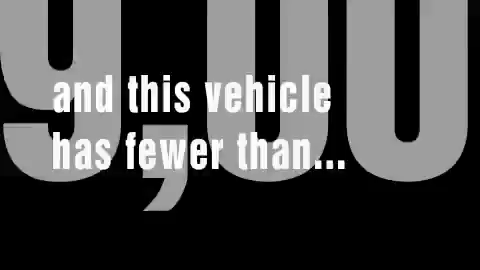 9,00
and this vehicle
has fewer than...